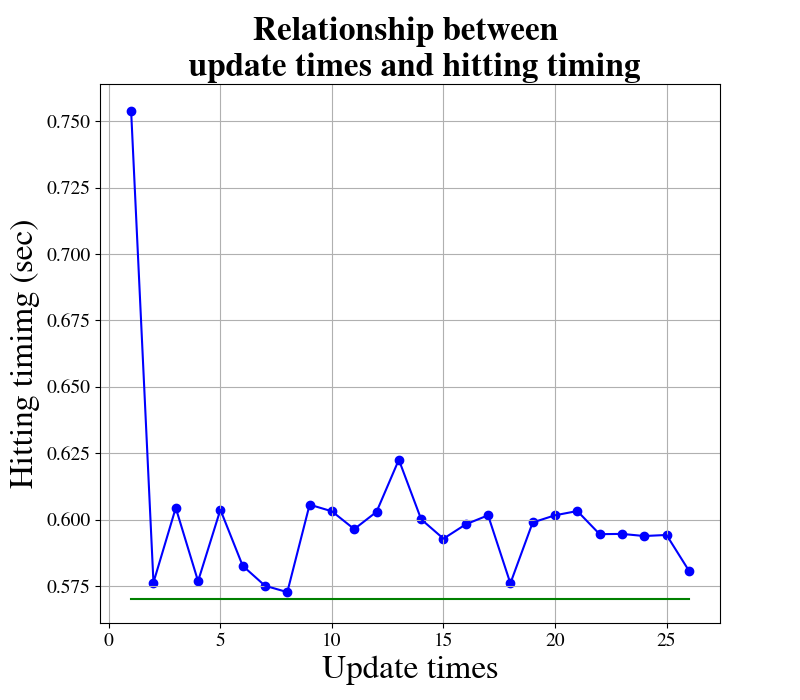 Relationship between
update times and hitting timing
Hitting timimg (sec)
0.750
0.725
0.700
0.675
0.650
0.625
0.600
0.575
0 5 10 15 20 25
Update times